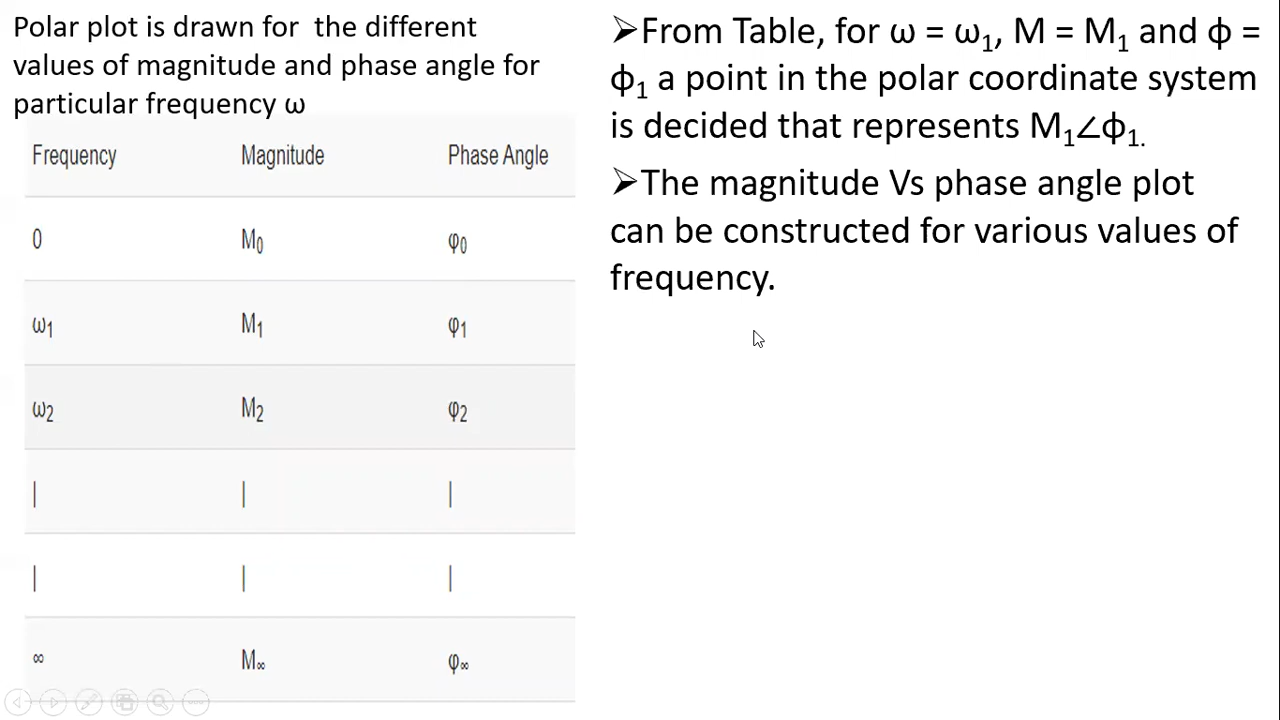 Polar plot is drawn for  the different
values of magnitude and phase angle for
particular frequency ω
Frequency Magnitude Phase Angle
0 M₀ φ₀
ω₁ M₁ φ₁
ω₂ M₂ φ₂
| | |
| | |
∞ M∞ φ∞
➢From Table, for ω = ω₁, M = M₁ and ϕ =
ϕ₁ a point in the polar coordinate system
is decided that represents M₁∠ϕ₁.
➢The magnitude Vs phase angle plot
can be constructed for various values of
frequency.